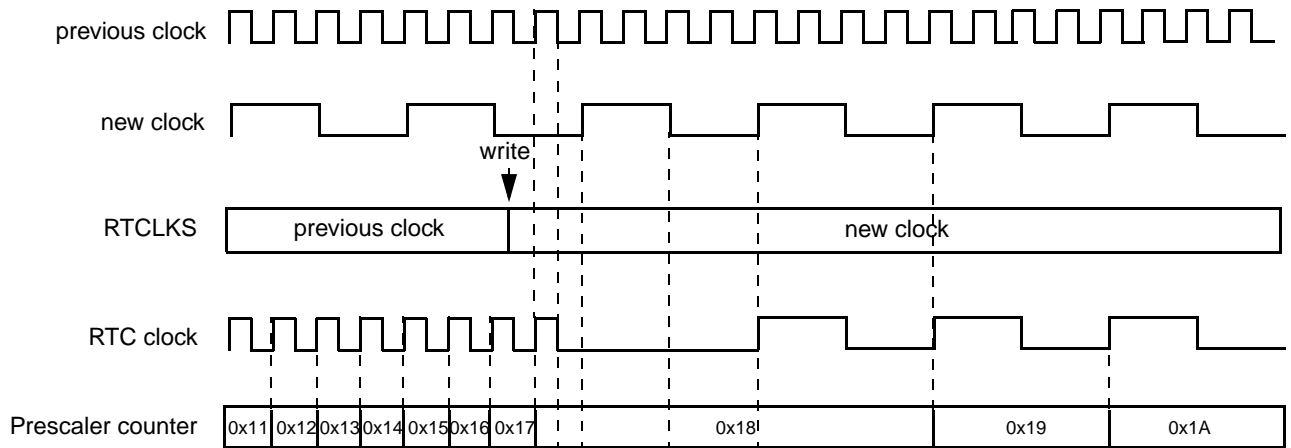 previous clock
new clock
write
RTCLKS previous clock new clock
RTC clock
Prescaler counter 0x11 0x12 0x13 0x14 0x15 0x16 0x17 0x18 0x19 0x1A